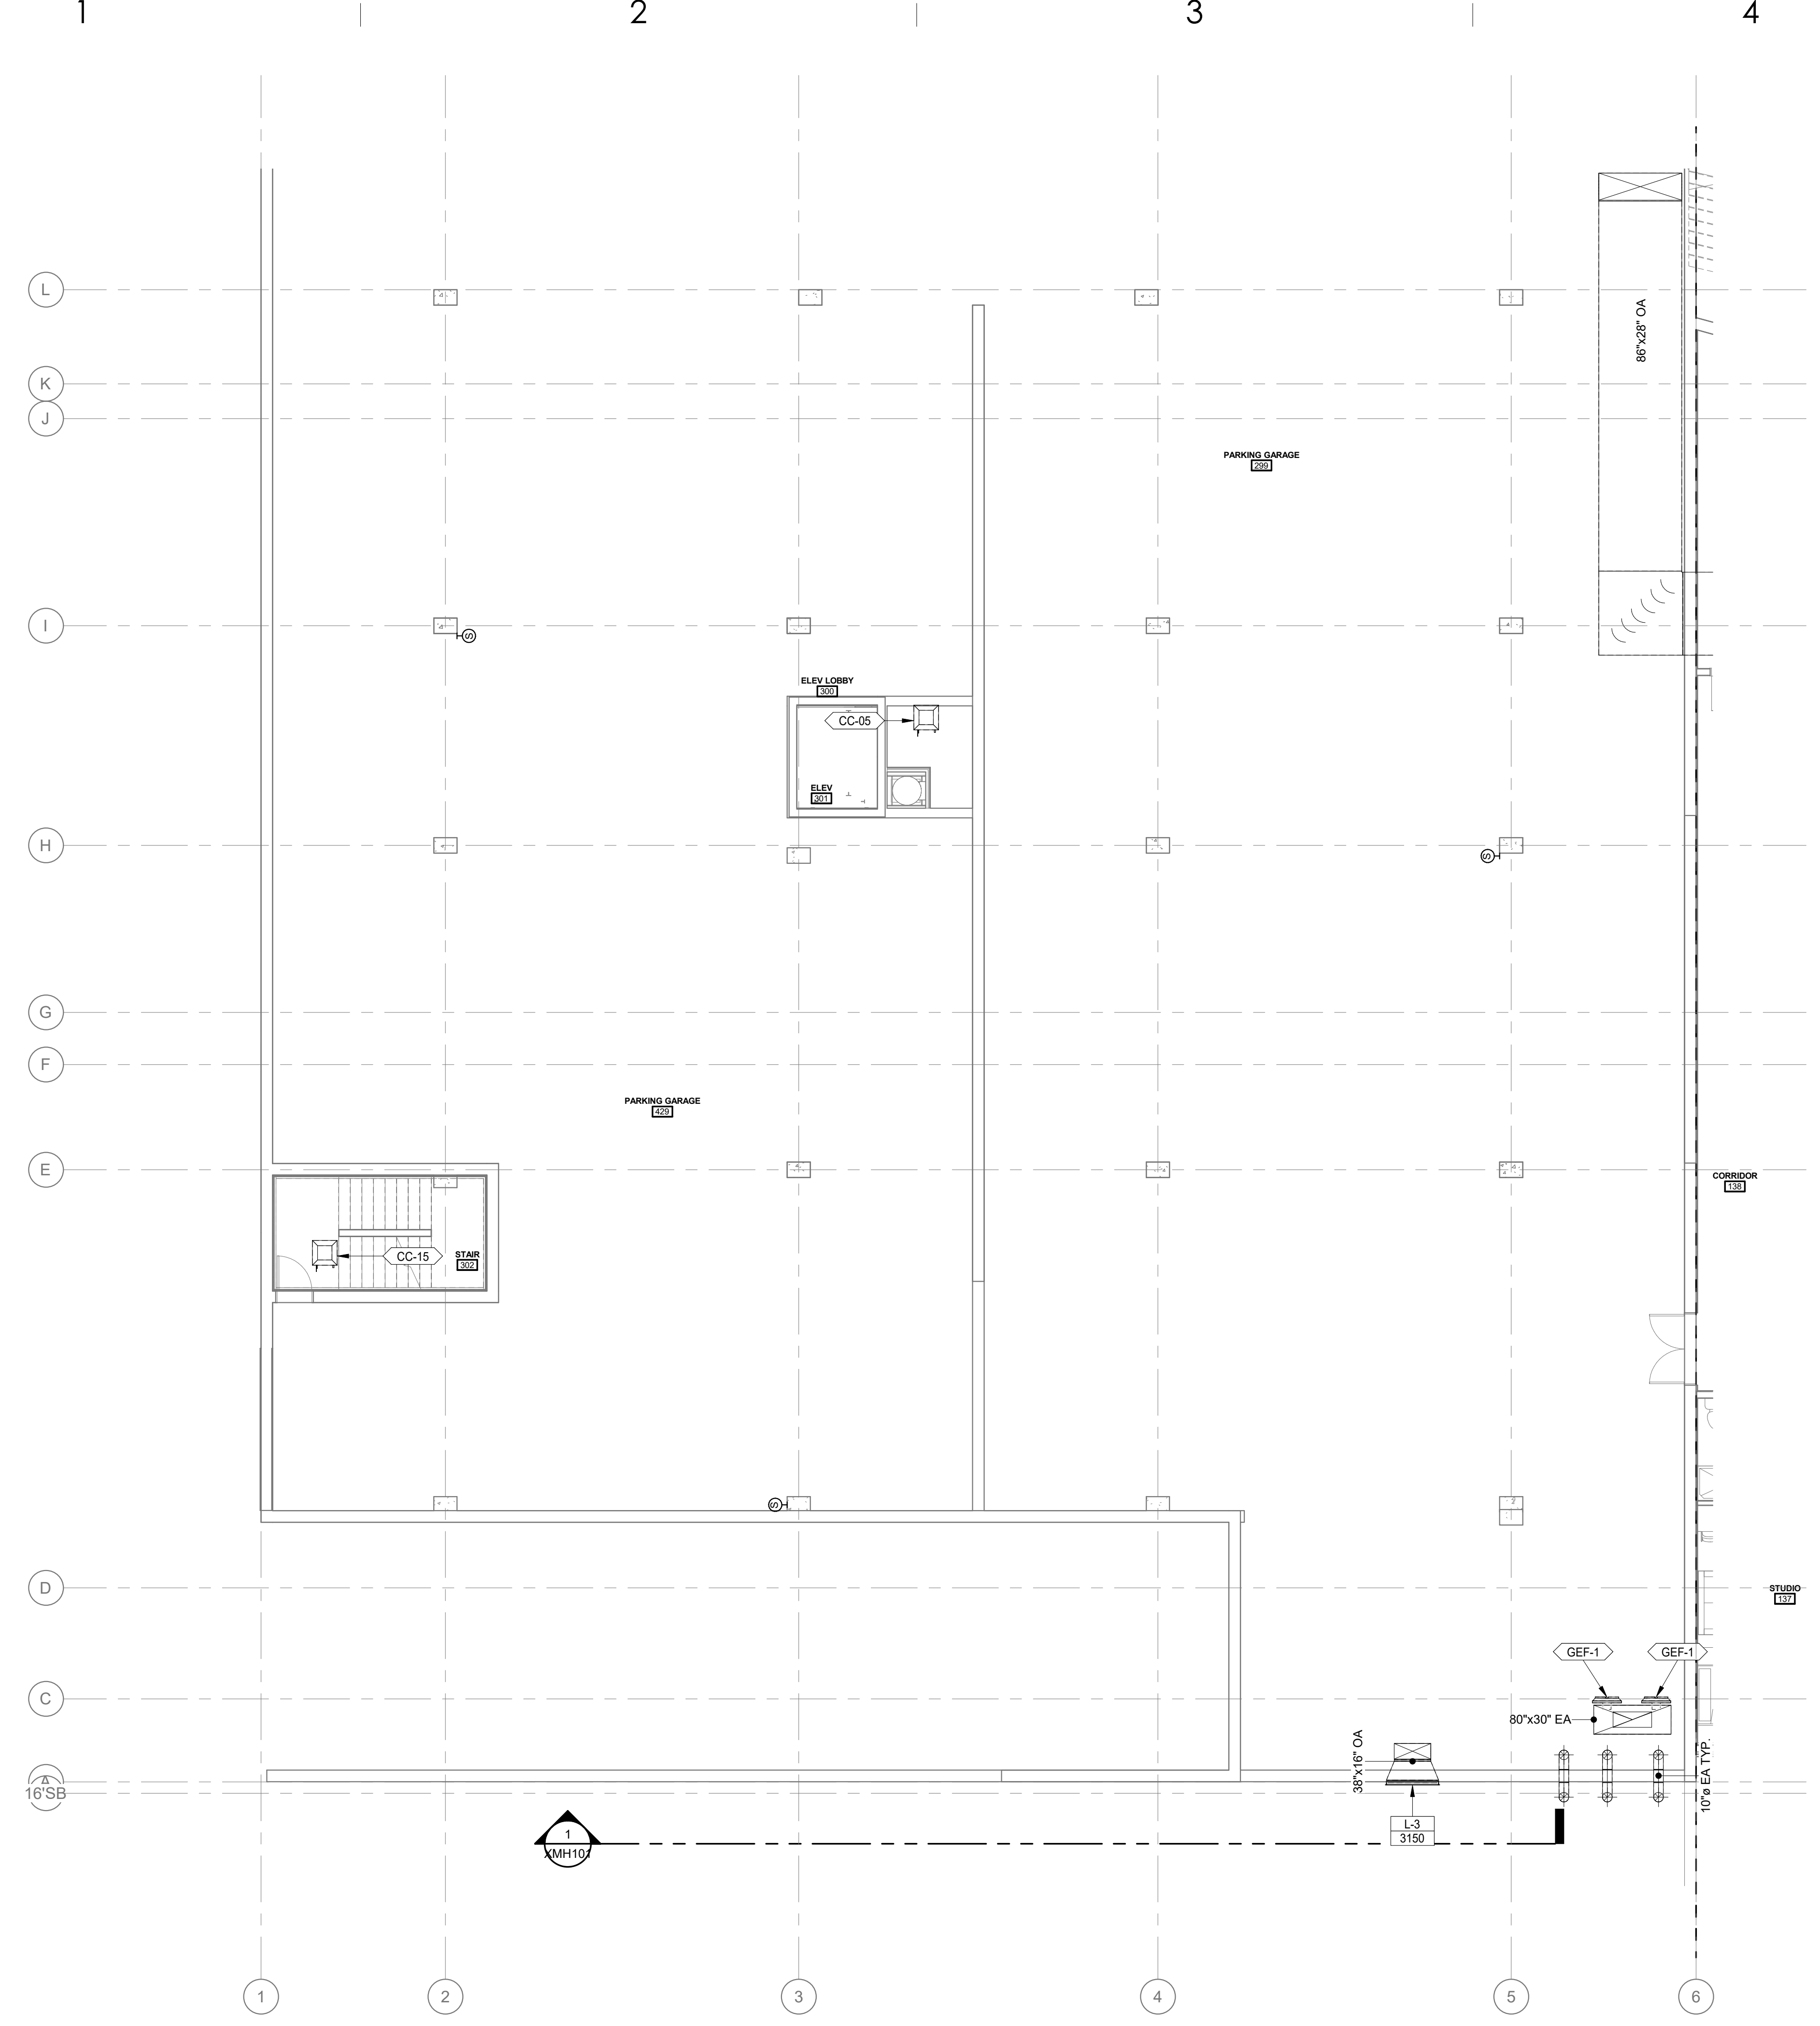 1 2 3 4
L
86"x28" OA
K
J
PARKING GARAGE
299
I
S
ELEV LOBBY
300
CC-05
ELEV
301
H
S
G
F
PARKING GARAGE
429
E
CORRIDOR
138
CC-15
STAIR
302
S
D
STUDIO
137
GEF-1
GEF-1
C
80"x30" EA
38"x16" OA
10"ø EA TYP.
A
16'SB
L-3
3150
1
XMH101
1 2 3 4 5 6